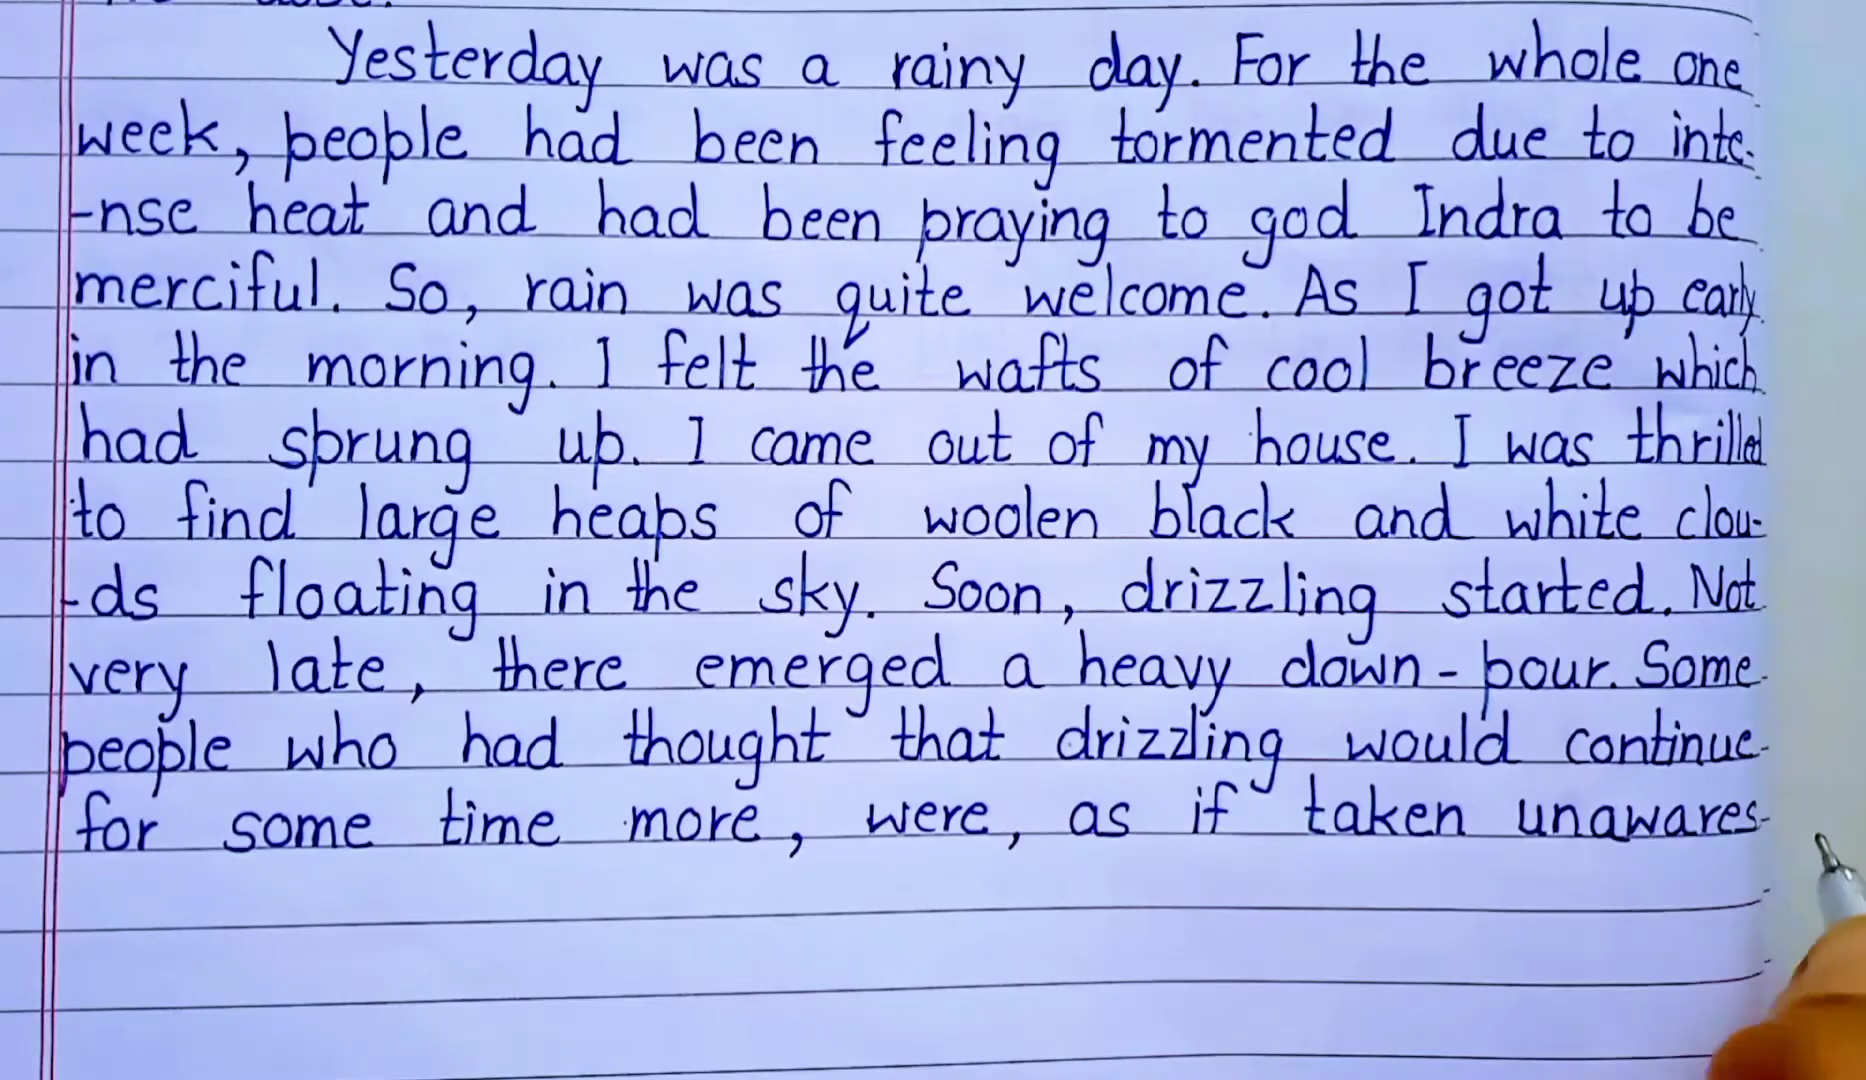 Yesterday was a rainy day. For the whole one
week, people had been feeling tormented due to inte-
-nse heat and had been praying to god Indra to be
merciful. So, rain was quite welcome. As I got up early
in the morning. I felt the wafts of cool breeze which
had sprung up. I came out of my house. I was thrilled
to find large heaps of woolen black and white clou-
-ds floating in the sky. Soon, drizzling started. Not
very late, there emerged a heavy down-pour. Some
people who had thought that drizzling would continue
for some time more, were, as if taken unawares